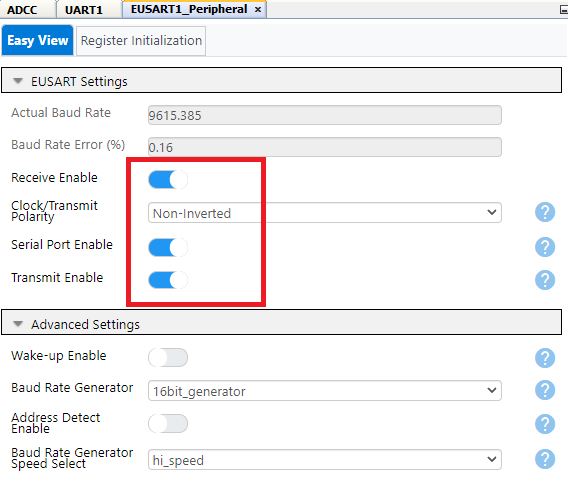 ADCC UART1 EUSART1_Peripheral ×
Easy View Register Initialization
EUSART Settings
Actual Baud Rate 9615.385
Baud Rate Error (%) 0.16
Receive Enable
Clock/Transmit
Polarity Non-Inverted ?
Serial Port Enable ?
Transmit Enable ?
Advanced Settings
Wake-up Enable ?
Baud Rate Generator 16bit_generator ?
Address Detect
Enable ?
Baud Rate Generator
Speed Select hi_speed ?